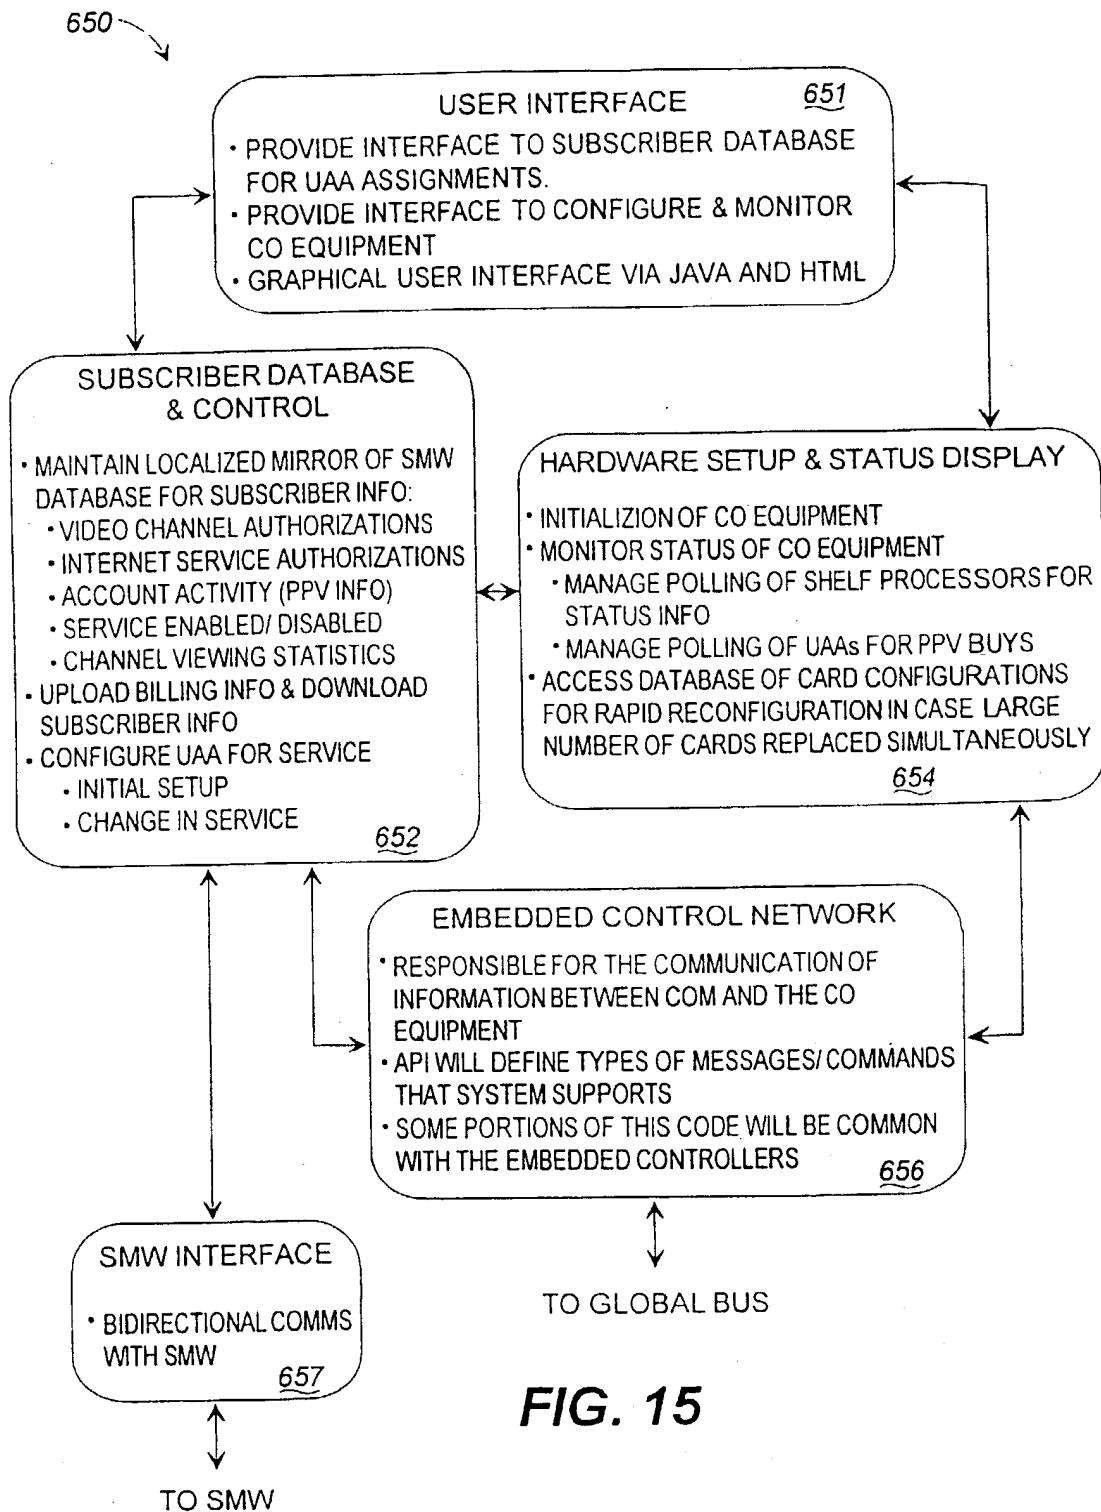 650
USER INTERFACE 651
• PROVIDE INTERFACE TO SUBSCRIBER DATABASE
FOR UAA ASSIGNMENTS.
• PROVIDE INTERFACE TO CONFIGURE & MONITOR
CO EQUIPMENT
• GRAPHICAL USER INTERFACE VIA JAVA AND HTML
SUBSCRIBER DATABASE
& CONTROL
• MAINTAIN LOCALIZED MIRROR OF SMW
DATABASE FOR SUBSCRIBER INFO:
• VIDEO CHANNEL AUTHORIZATIONS
• INTERNET SERVICE AUTHORIZATIONS
• ACCOUNT ACTIVITY (PPV INFO)
• SERVICE ENABLED/ DISABLED
• CHANNEL VIEWING STATISTICS
• UPLOAD BILLING INFO & DOWNLOAD
SUBSCRIBER INFO
• CONFIGURE UAA FOR SERVICE
• INITIAL SETUP
• CHANGE IN SERVICE
652
HARDWARE SETUP & STATUS DISPLAY
• INITIALIZION OF CO EQUIPMENT
• MONITOR STATUS OF CO EQUIPMENT
• MANAGE POLLING OF SHELF PROCESSORS FOR
STATUS INFO
• MANAGE POLLING OF UAAs FOR PPV BUYS
• ACCESS DATABASE OF CARD CONFIGURATIONS
FOR RAPID RECONFIGURATION IN CASE LARGE
NUMBER OF CARDS REPLACED SIMULTANEOUSLY
654
EMBEDDED CONTROL NETWORK
• RESPONSIBLE FOR THE COMMUNICATION OF
INFORMATION BETWEEN COM AND THE CO
EQUIPMENT
• API WILL DEFINE TYPES OF MESSAGES/ COMMANDS
THAT SYSTEM SUPPORTS
• SOME PORTIONS OF THIS CODE WILL BE COMMON
WITH THE EMBEDDED CONTROLLERS
656
TO GLOBAL BUS
SMW INTERFACE
• BIDIRECTIONAL COMMS
WITH SMW
657
TO SMW
FIG. 15